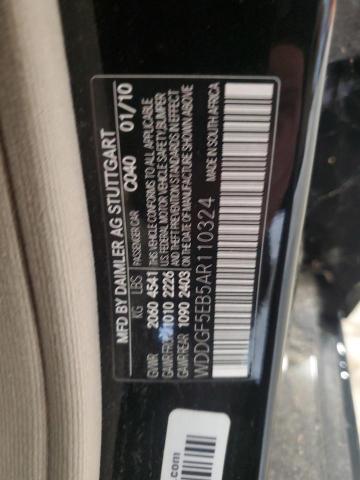 MFD BY DAIMLER AG STUTTGART
PASSENGER CAR C040 01/10
KG LBS
GVWR 2060 4541
GAWR FRONT 1010 2226
GAWR REAR 1090 2403
THIS VEHICLE CONFORMS TO ALL APPLICABLE
U.S. FEDERAL MOTOR VEHICLE SAFETY/BUMPER
AND THEFT PREVENTION STANDARDS IN EFFECT
ON THE DATE OF MANUFACTURE SHOWN ABOVE.
WDDGF5EB5AR110324
MADE IN SOUTH AFRICA
.com